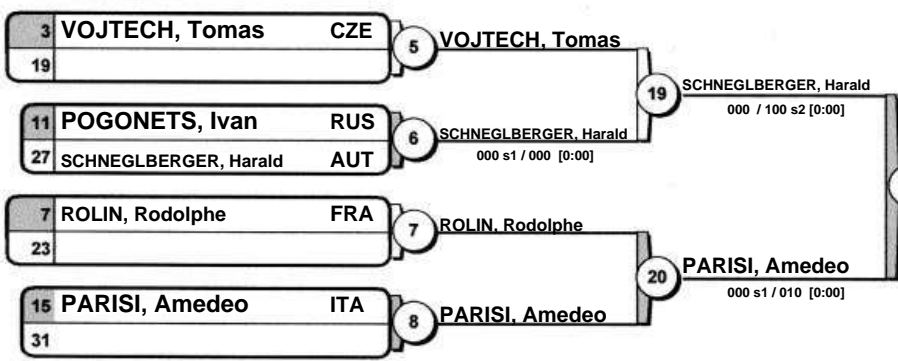 3 VOJTECH, Tomas CZE
19
5 VOJTECH, Tomas
11 POGONETS, Ivan RUS
27 SCHNEGLBERGER, Harald AUT
6 SCHNEGLBERGER, Harald
000 s1 / 000 [0:00]
19 SCHNEGLBERGER, Harald
000 / 100 s2 [0:00]
7 ROLIN, Rodolphe FRA
23
7 ROLIN, Rodolphe
15 PARISI, Amedeo ITA
31
8 PARISI, Amedeo
20 PARISI, Amedeo
000 s1 / 010 [0:00]